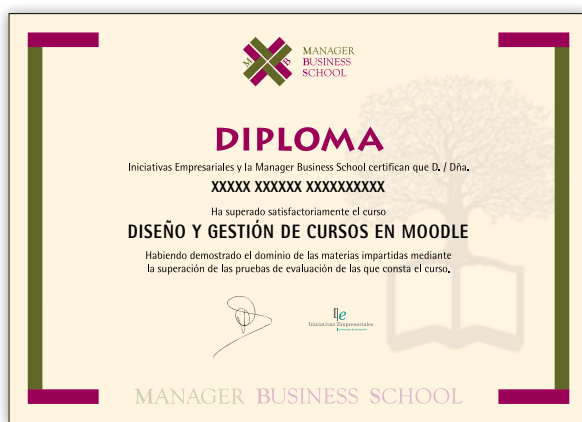 M B
MANAGER
BUSINESS
SCHOOL
DIPLOMA
Iniciativas Empresariales y la Manager Business School certifican que D. / Dña.
XXXXX XXXXXX XXXXXXXXXX
Ha superado satisfactoriamente el curso
DISEÑO Y GESTIÓN DE CURSOS EN MOODLE
Habiendo demostrado el dominio de las materias impartidas mediante
la superación de las pruebas de evaluación de las que consta el curso.
Ie
Iniciativas Empresariales
MANAGER BUSINESS SCHOOL